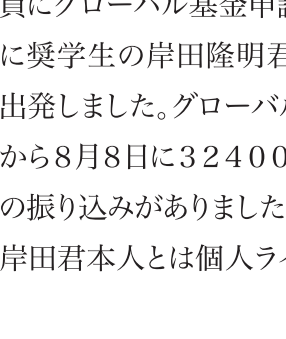 員にグローバル基金申請
に奨学生の岸田隆明君
出発しました。グローバル
から８月８日に３２４００
の振り込みがありました
岸田君本人とは個人ラ